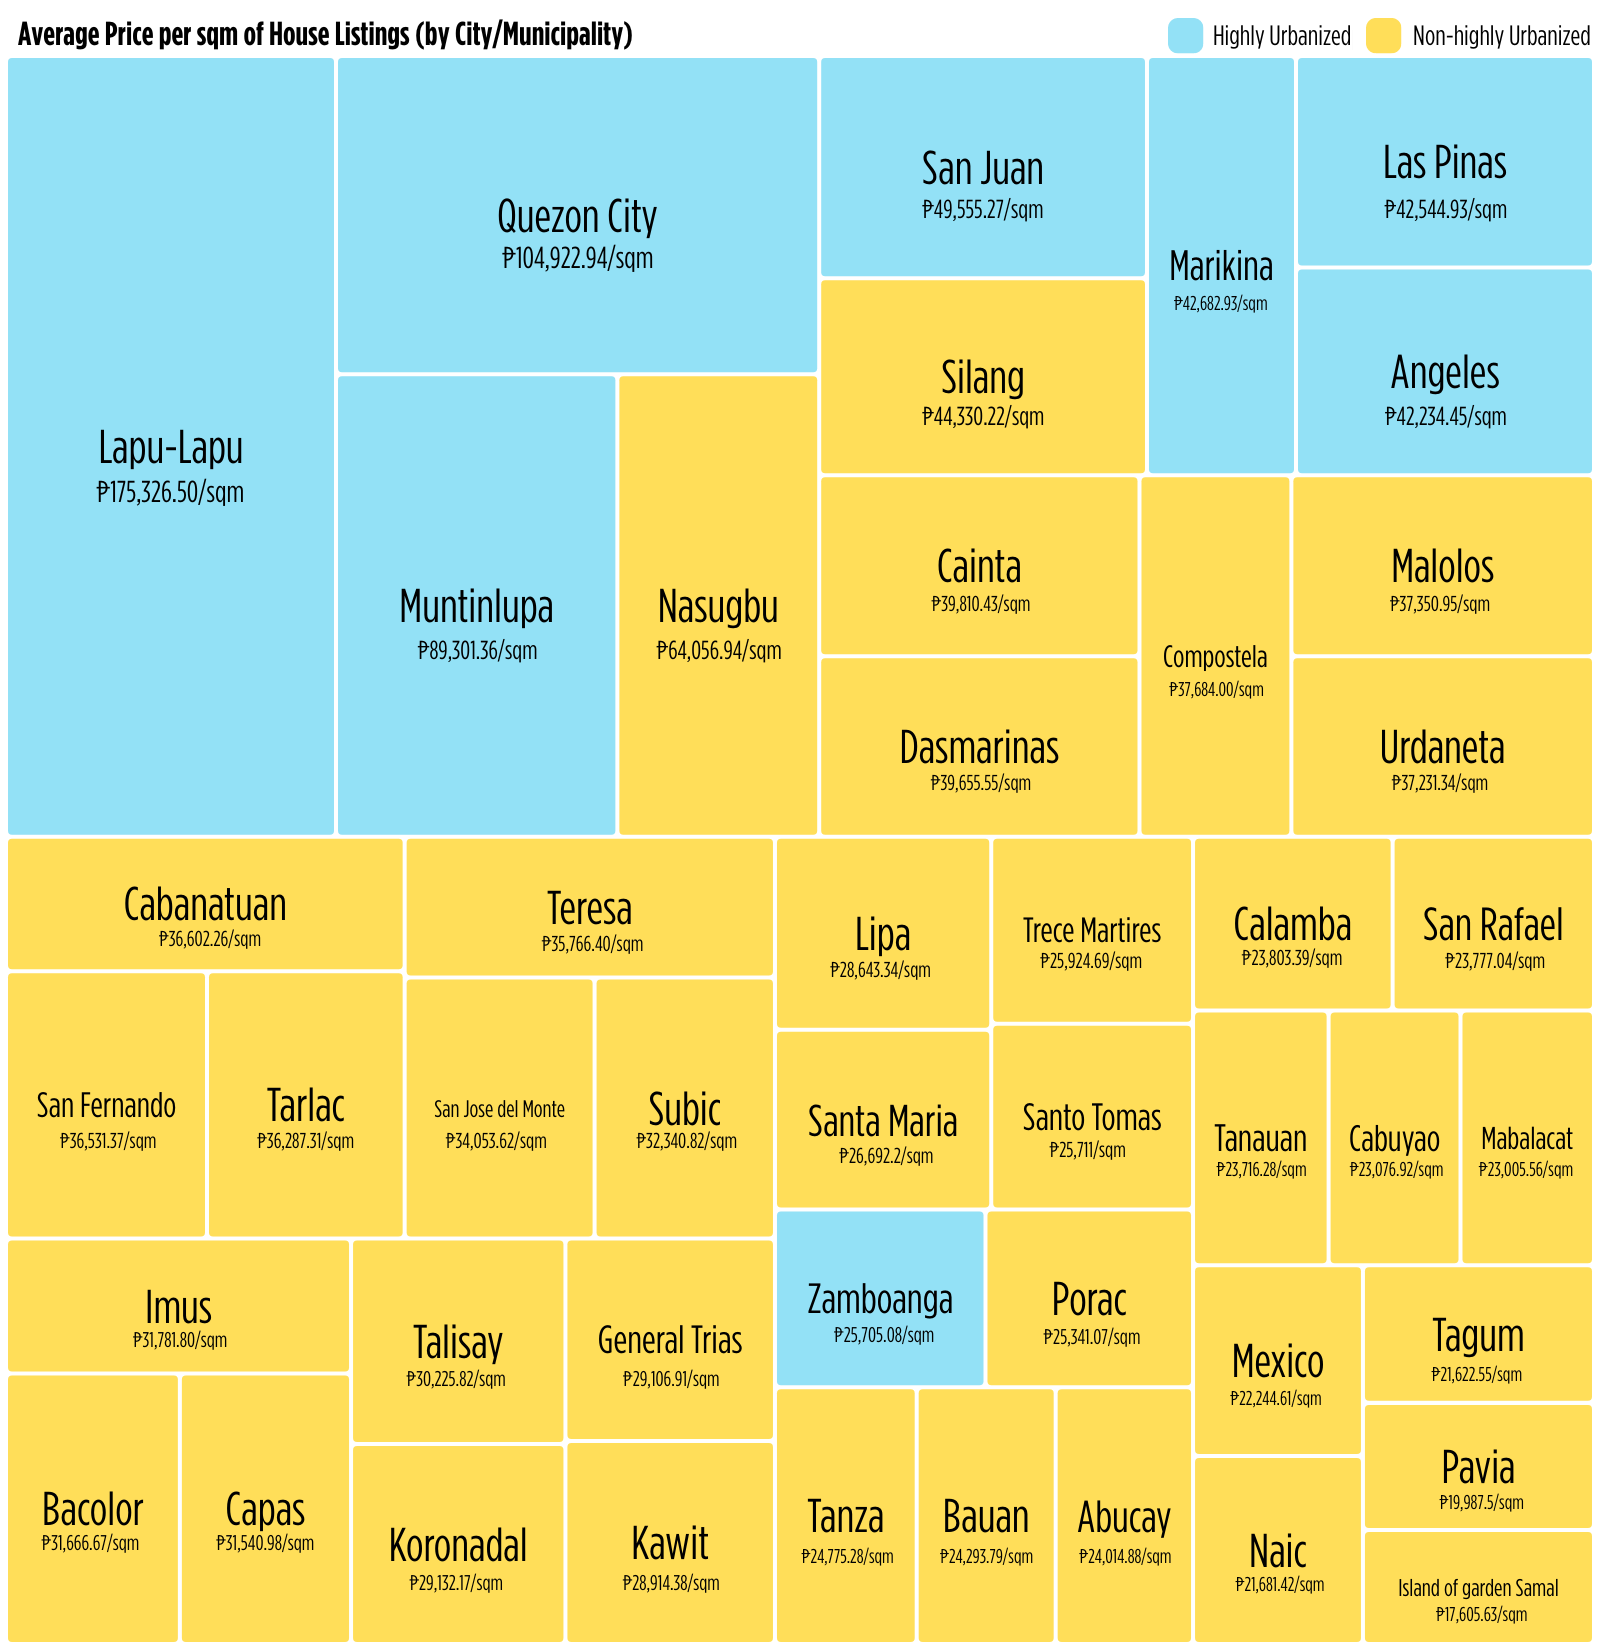 Average Price per sqm of House Listings (by City/Municipality)
Highly Urbanized
Non-highly Urbanized
Lapu-Lapu
₱175,326.50/sqm
Quezon City
₱104,922.94/sqm
Muntinlupa
₱89,301.36/sqm
Nasugbu
₱64,056.94/sqm
San Juan
₱49,555.27/sqm
Silang
₱44,330.22/sqm
Marikina
₱42,682.93/sqm
Las Pinas
₱42,544.93/sqm
Angeles
₱42,234.45/sqm
Cainta
₱39,810.43/sqm
Dasmarinas
₱39,655.55/sqm
Compostela
₱37,684.00/sqm
Malolos
₱37,350.95/sqm
Urdaneta
₱37,231.34/sqm
Cabanatuan
₱36,602.26/sqm
San Fernando
₱36,531.37/sqm
Tarlac
₱36,287.31/sqm
Teresa
₱35,766.40/sqm
San Jose del Monte
₱34,053.62/sqm
Subic
₱32,340.82/sqm
Imus
₱31,781.80/sqm
Bacolor
₱31,666.67/sqm
Capas
₱31,540.98/sqm
Talisay
₱30,225.82/sqm
Koronadal
₱29,132.17/sqm
General Trias
₱29,106.91/sqm
Kawit
₱28,914.38/sqm
Lipa
₱28,643.34/sqm
Santa Maria
₱26,692.2/sqm
Trece Martires
₱25,924.69/sqm
Santo Tomas
₱25,711/sqm
Zamboanga
₱25,705.08/sqm
Porac
₱25,341.07/sqm
Tanza
₱24,775.28/sqm
Bauan
₱24,293.79/sqm
Abucay
₱24,014.88/sqm
Calamba
₱23,803.39/sqm
San Rafael
₱23,777.04/sqm
Tanauan
₱23,716.28/sqm
Cabuyao
₱23,076.92/sqm
Mabalacat
₱23,005.56/sqm
Mexico
₱22,244.61/sqm
Naic
₱21,681.42/sqm
Tagum
₱21,622.55/sqm
Pavia
₱19,987.5/sqm
Island of garden Samal
₱17,605.63/sqm